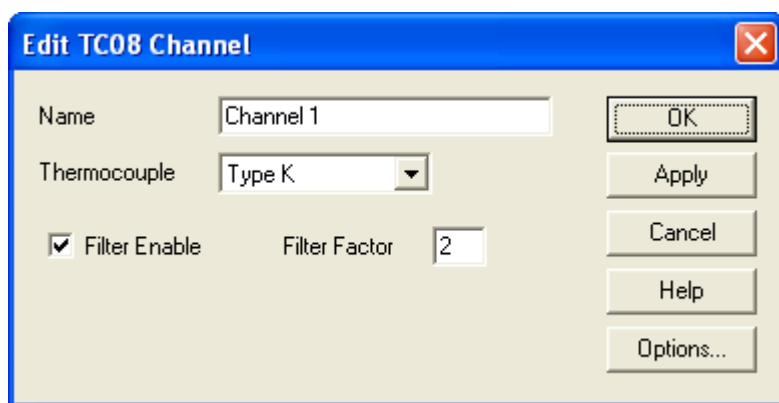 Edit TC08 Channel
Name Channel 1 OK
Thermocouple Type K Apply
Filter Enable Filter Factor 2 Cancel
Help
Options...